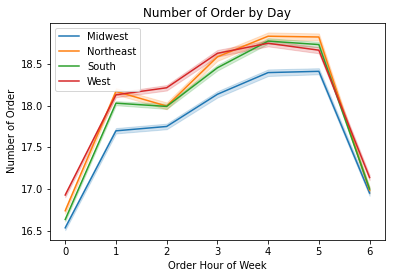 Number of Order by Day
Midwest
Northeast
South
West
Number of Order
18.5
18.0
17.5
17.0
16.5
0 1 2 3 4 5 6
Order Hour of Week